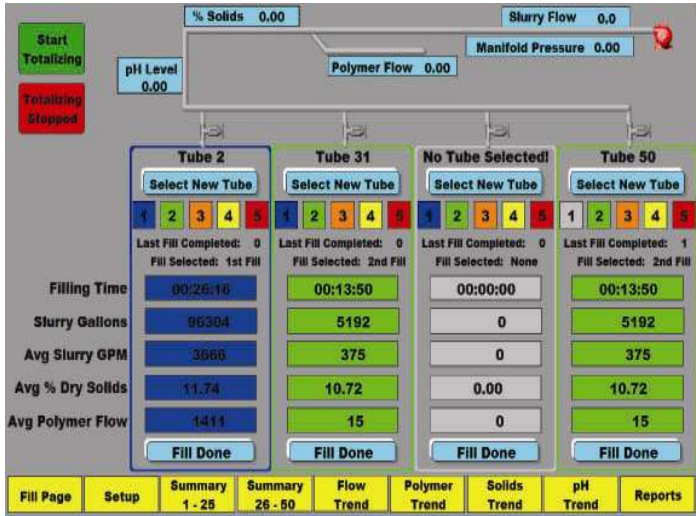 Start
Totalizing
Totalizing
Stopped
% Solids 0.00
Slurry Flow 0.0
Manifold Pressure 0.00
pH Level
0.00
Polymer Flow 0.00
Tube 2
Tube 31
No Tube Selected!
Tube 50
Select New Tube
Select New Tube
Select New Tube
Select New Tube
1 2 3 4 5
1 2 3 4 5
1 2 3 4 5
1 2 3 4 5
Last Fill Completed: 0
Last Fill Completed: 0
Last Fill Completed: 0
Last Fill Completed: 1
Fill Selected: 1st Fill
Fill Selected: 2nd Fill
Fill Selected: None
Fill Selected: 2nd Fill
Filling Time 00:26:16 00:13:50 00:00:00 00:13:50
Slurry Gallons 96304 5192 0 5192
Avg Slurry GPM 3666 375 0 375
Avg % Dry Solids 11.74 10.72 0.00 10.72
Avg Polymer Flow 1411 15 0 15
Fill Done Fill Done Fill Done Fill Done
Fill Page
Setup
Summary
1 - 25
Summary
26 - 50
Flow
Trend
Polymer
Trend
Solids
Trend
pH
Trend
Reports